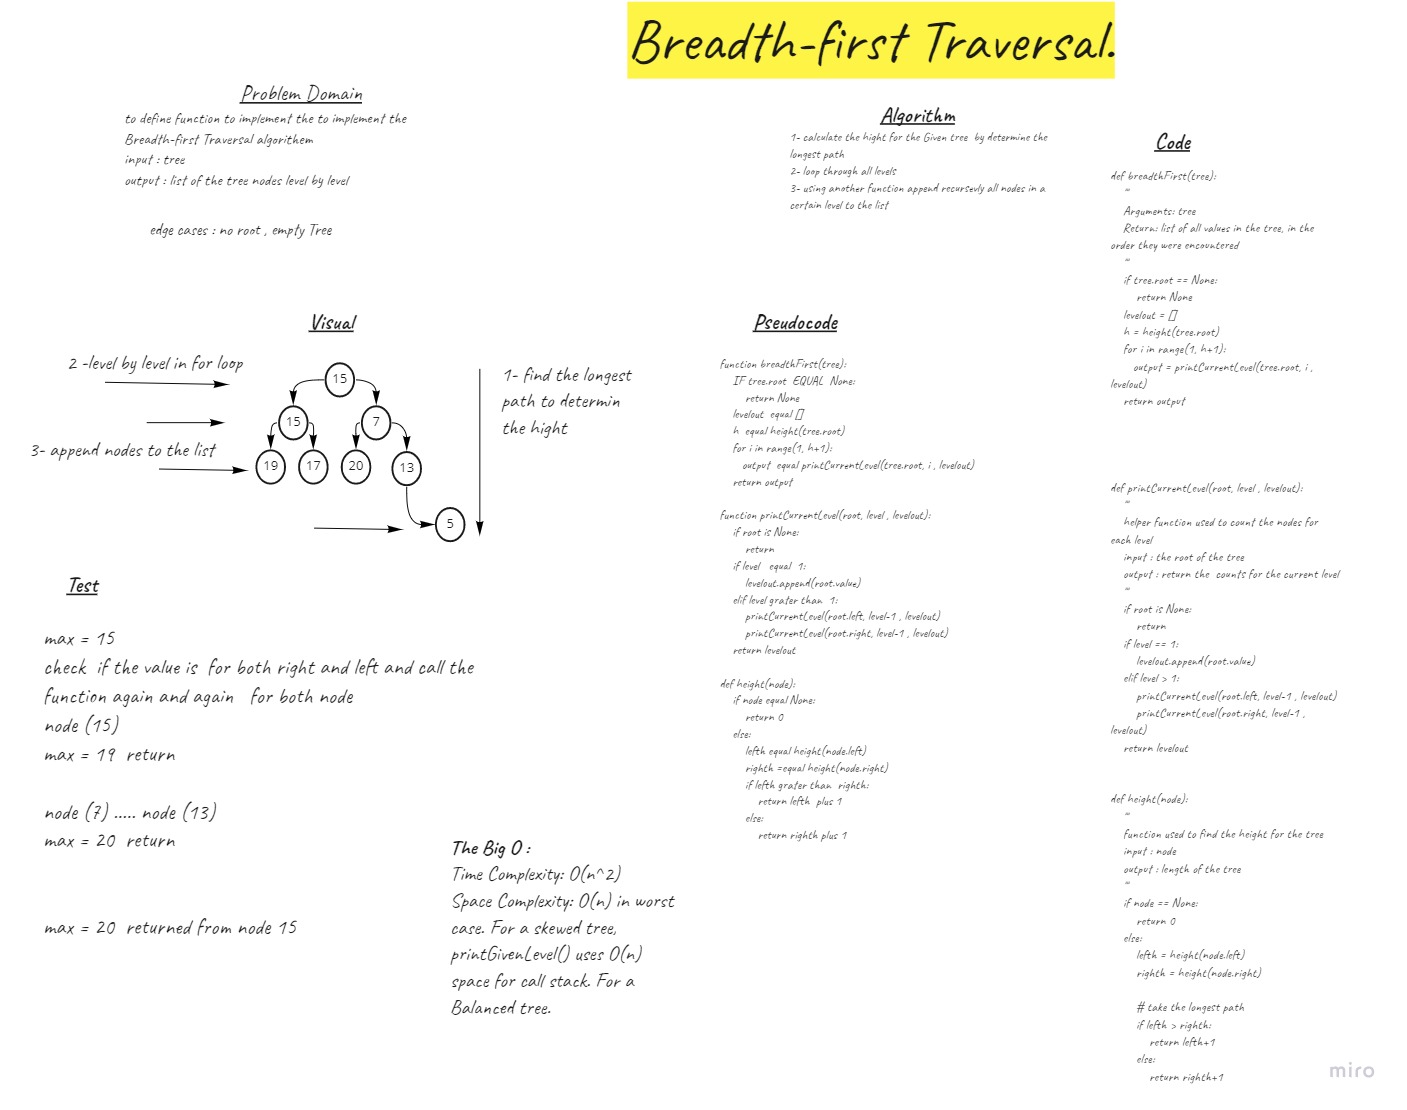 Breadth-first Traversal.
Problem Domain
to define function to implement the to implement the
Breadth-first Traversal algorithem
input : tree
output : list of the tree nodes level by level
edge cases : no root , empty Tree
Visual
2 -level by level in for loop
3- append nodes to the list
15
15
7
19
17
20
13
5
1- find the longest
path to determin
the hight
Test
max = 15
check if the value is for both right and left and call the
function again and again for both node
node (15)
max = 19 return
node (7) ..... node (13)
max = 20 return
max = 20 returned from node 15
The Big O :
Time Complexity: O(n^2)
Space Complexity: O(n) in worst
case. For a skewed tree,
printGivenLevel() uses O(n)
space for call stack. For a
Balanced tree.
Algorithm
1- calculate the hight for the Given tree by determine the
longest path
2- loop through all levels
3- using another function append recursevly all nodes in a
certain level to the list
Pseudocode
function breadthFirst(tree):
IF tree.root EQUAL None:
return None
levelout equal []
h equal height(tree.root)
for i in range(1, h+1):
output equal printCurrentLevel(tree.root, i , levelout)
return output
function printCurrentLevel(root, level , levelout):
if root is None:
return
if level equal 1:
levelout.append(root.value)
elif level grater than 1:
printCurrentLevel(root.left, level-1 , levelout)
printCurrentLevel(root.right, level-1 , levelout)
return levelout
def height(node):
if node equal None:
return 0
else:
lefth equal height(node.left)
righth =equal height(node.right)
if lefth grater than righth:
return lefth plus 1
else:
return righth plus 1
Code
def breadthFirst(tree):
"'
Arguments: tree
Return: list of all values in the tree, in the
order they were encountered
"'
if tree.root == None:
return None
levelout = []
h = height(tree.root)
for i in range(1, h+1):
output = printCurrentLevel(tree.root, i ,
levelout)
return output
def printCurrentLevel(root, level , levelout):
"'
helper function used to count the nodes for
each level
input : the root of the tree
output : return the counts for the current level
"'
if root is None:
return
if level == 1:
levelout.append(root.value)
elif level > 1:
printCurrentLevel(root.left, level-1 , levelout)
printCurrentLevel(root.right, level-1 ,
levelout)
return levelout
def height(node):
"'
function used to find the height for the tree
input : node
output : length of the tree
"'
if node == None:
return 0
else:
lefth = height(node.left)
righth = height(node.right)
# take the longest path
if lefth > righth:
return lefth+1
else:
return righth+1
miro